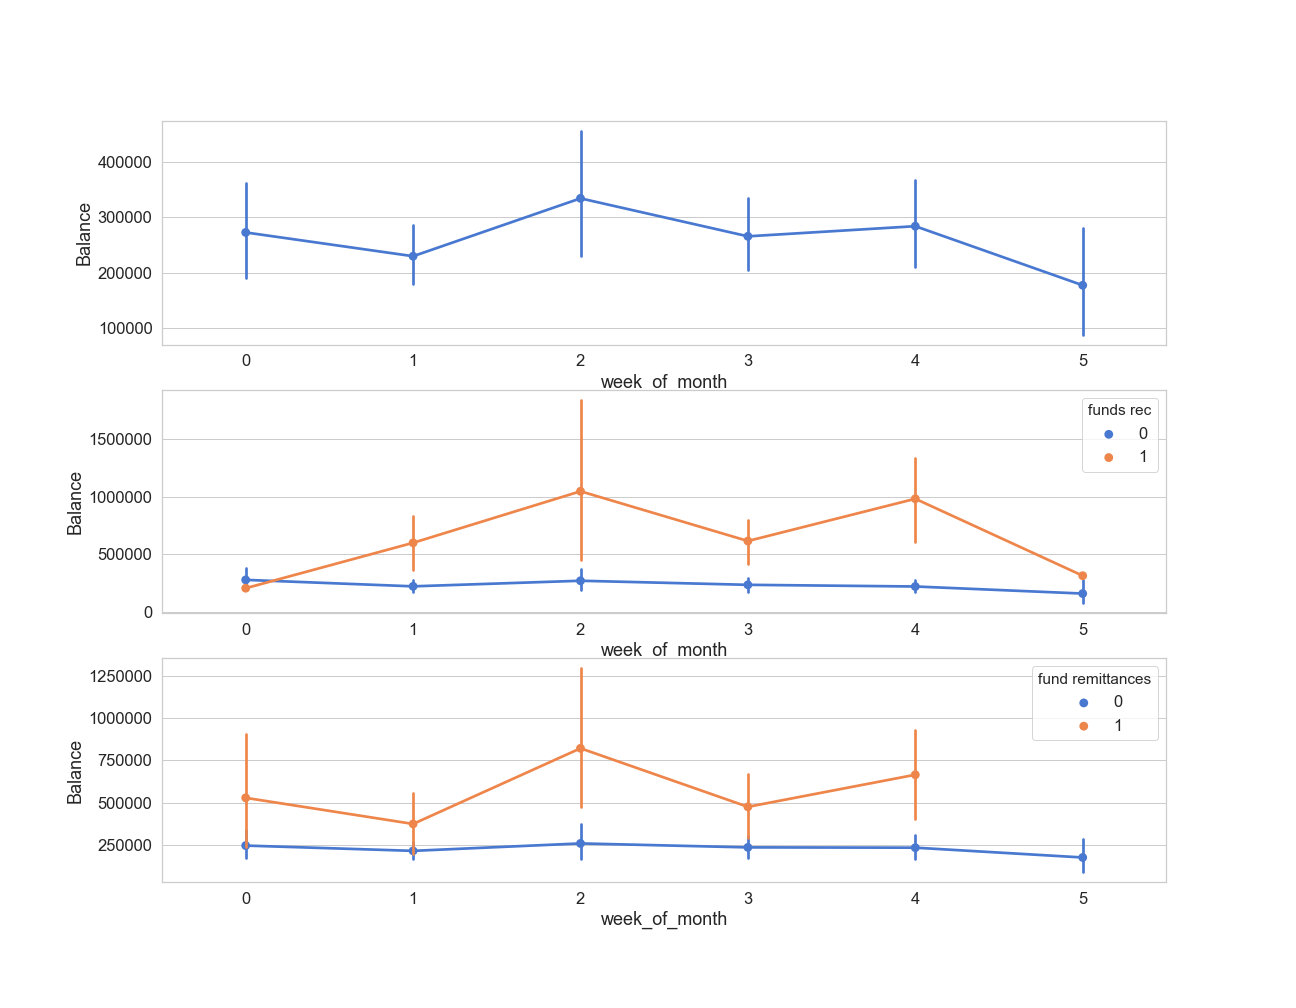 400000
300000
200000
100000
Balance
0 1 2 3 4 5
week_of_month
funds rec
0
1
1500000
1000000
500000
0
Balance
0 1 2 3 4 5
week_of_month
fund remittances
0
1
1250000
1000000
750000
500000
250000
Balance
0 1 2 3 4 5
week_of_month